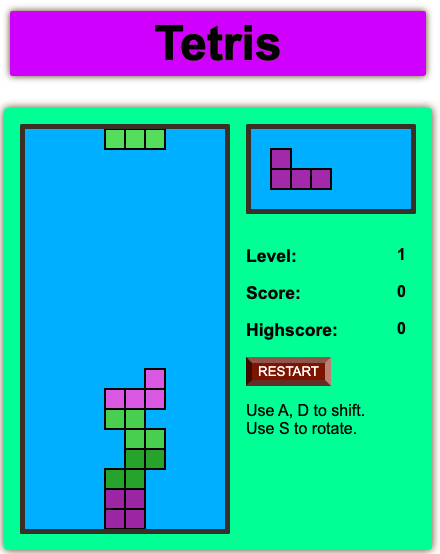 Tetris
Level: 1
Score: 0
Highscore: 0
RESTART
Use A, D to shift.
Use S to rotate.